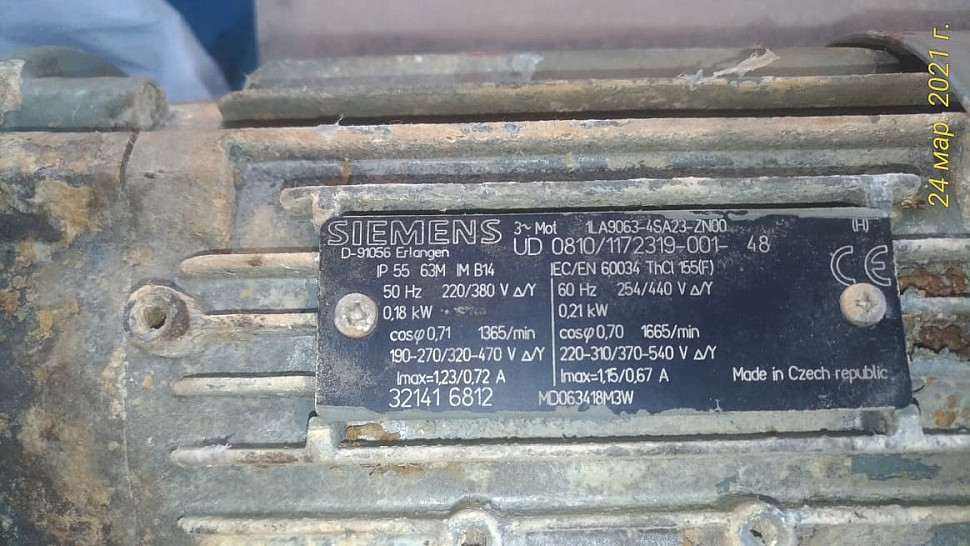 SIEMENS 3~ Mot 1LA9063-4SA23-ZN00 (H)
D-91056 Erlangen UD 0810/1172319-001- 48
IP 55 63M IM B14 IEC/EN 60034 ThCl 155(F)
50 Hz 220/380 V Δ/Y 60 Hz 254/440 V Δ/Y
0,18 kW 0,21 kW
cosφ 0,71 1365/min cosφ 0,70 1665/min
190-270/320-470 V Δ/Y 220-310/370-540 V Δ/Y
Imax=1,23/0,72 A Imax=1,15/0,67 A
Made in Czech republic
32141 6812 MD063418M3W
CE
24 мар. 2021 г.